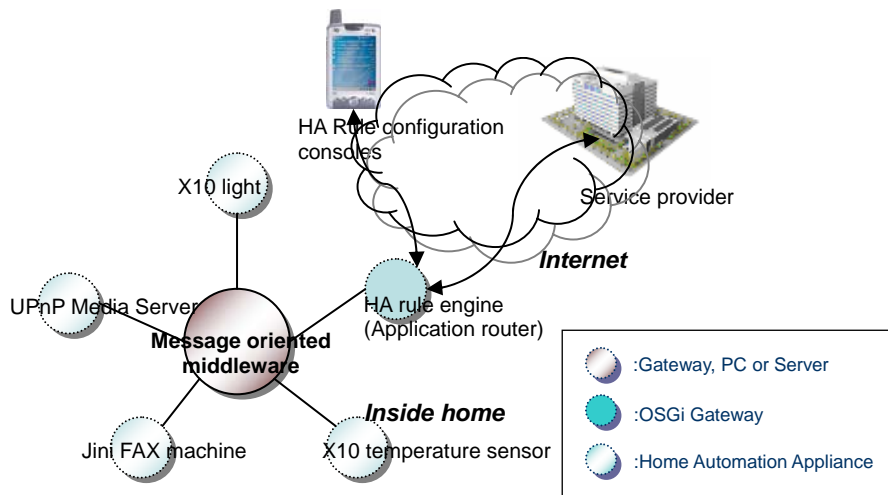 HA Rule configuration
consoles
X10 light
Service provider
Internet
UPnP Media Server
HA rule engine
(Application router)
Message oriented
middleware
Inside home
Jini FAX machine
X10 temperature sensor
:Gateway, PC or Server
:OSGi Gateway
:Home Automation Appliance